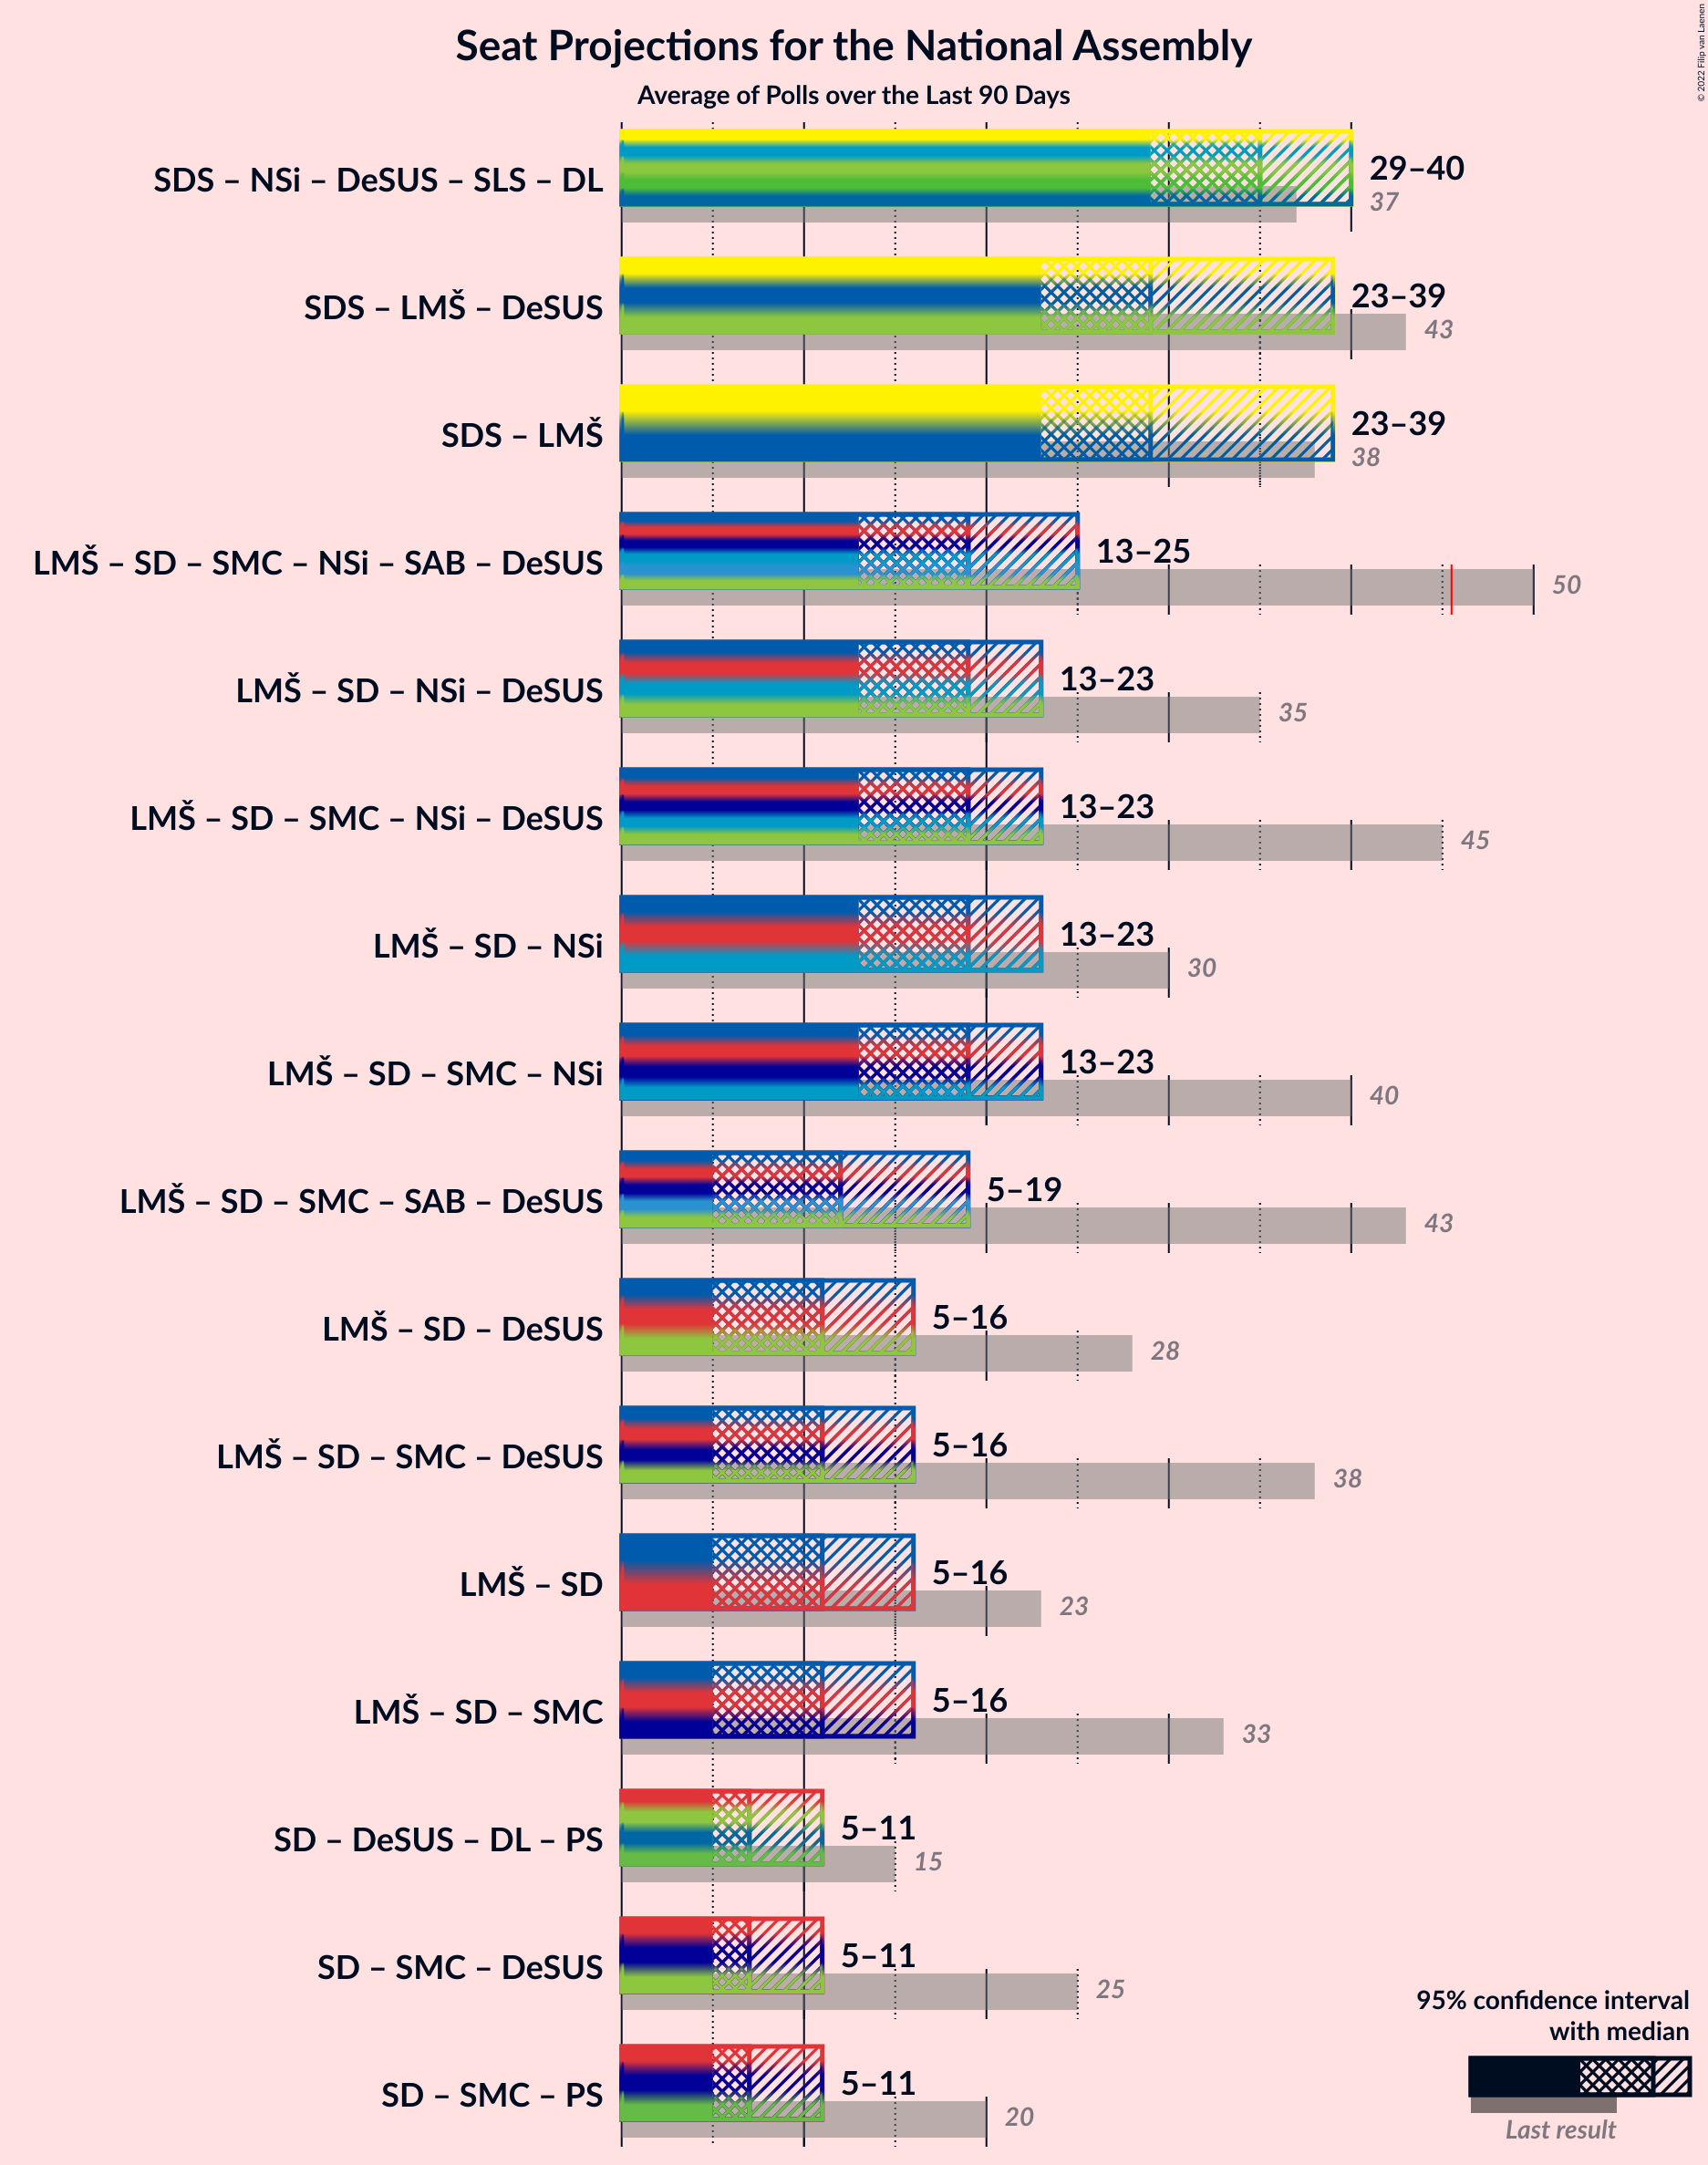 Seat Projections for the National Assembly
Average of Polls over the Last 90 Days
© 2022 Filip van Laenen
SDS – NSi – DeSUS – SLS – DL
29–40
37
SDS – LMŠ – DeSUS
23–39
43
SDS – LMŠ
23–39
38
LMŠ – SD – SMC – NSi – SAB – DeSUS
13–25
50
LMŠ – SD – NSi – DeSUS
13–23
35
LMŠ – SD – SMC – NSi – DeSUS
13–23
45
LMŠ – SD – NSi
13–23
30
LMŠ – SD – SMC – NSi
13–23
40
LMŠ – SD – SMC – SAB – DeSUS
5–19
43
LMŠ – SD – DeSUS
5–16
28
LMŠ – SD – SMC – DeSUS
5–16
38
LMŠ – SD
5–16
23
LMŠ – SD – SMC
5–16
33
SD – DeSUS – DL – PS
5–11
15
SD – SMC – DeSUS
5–11
25
SD – SMC – PS
5–11
20
95% confidence interval
with median
Last result